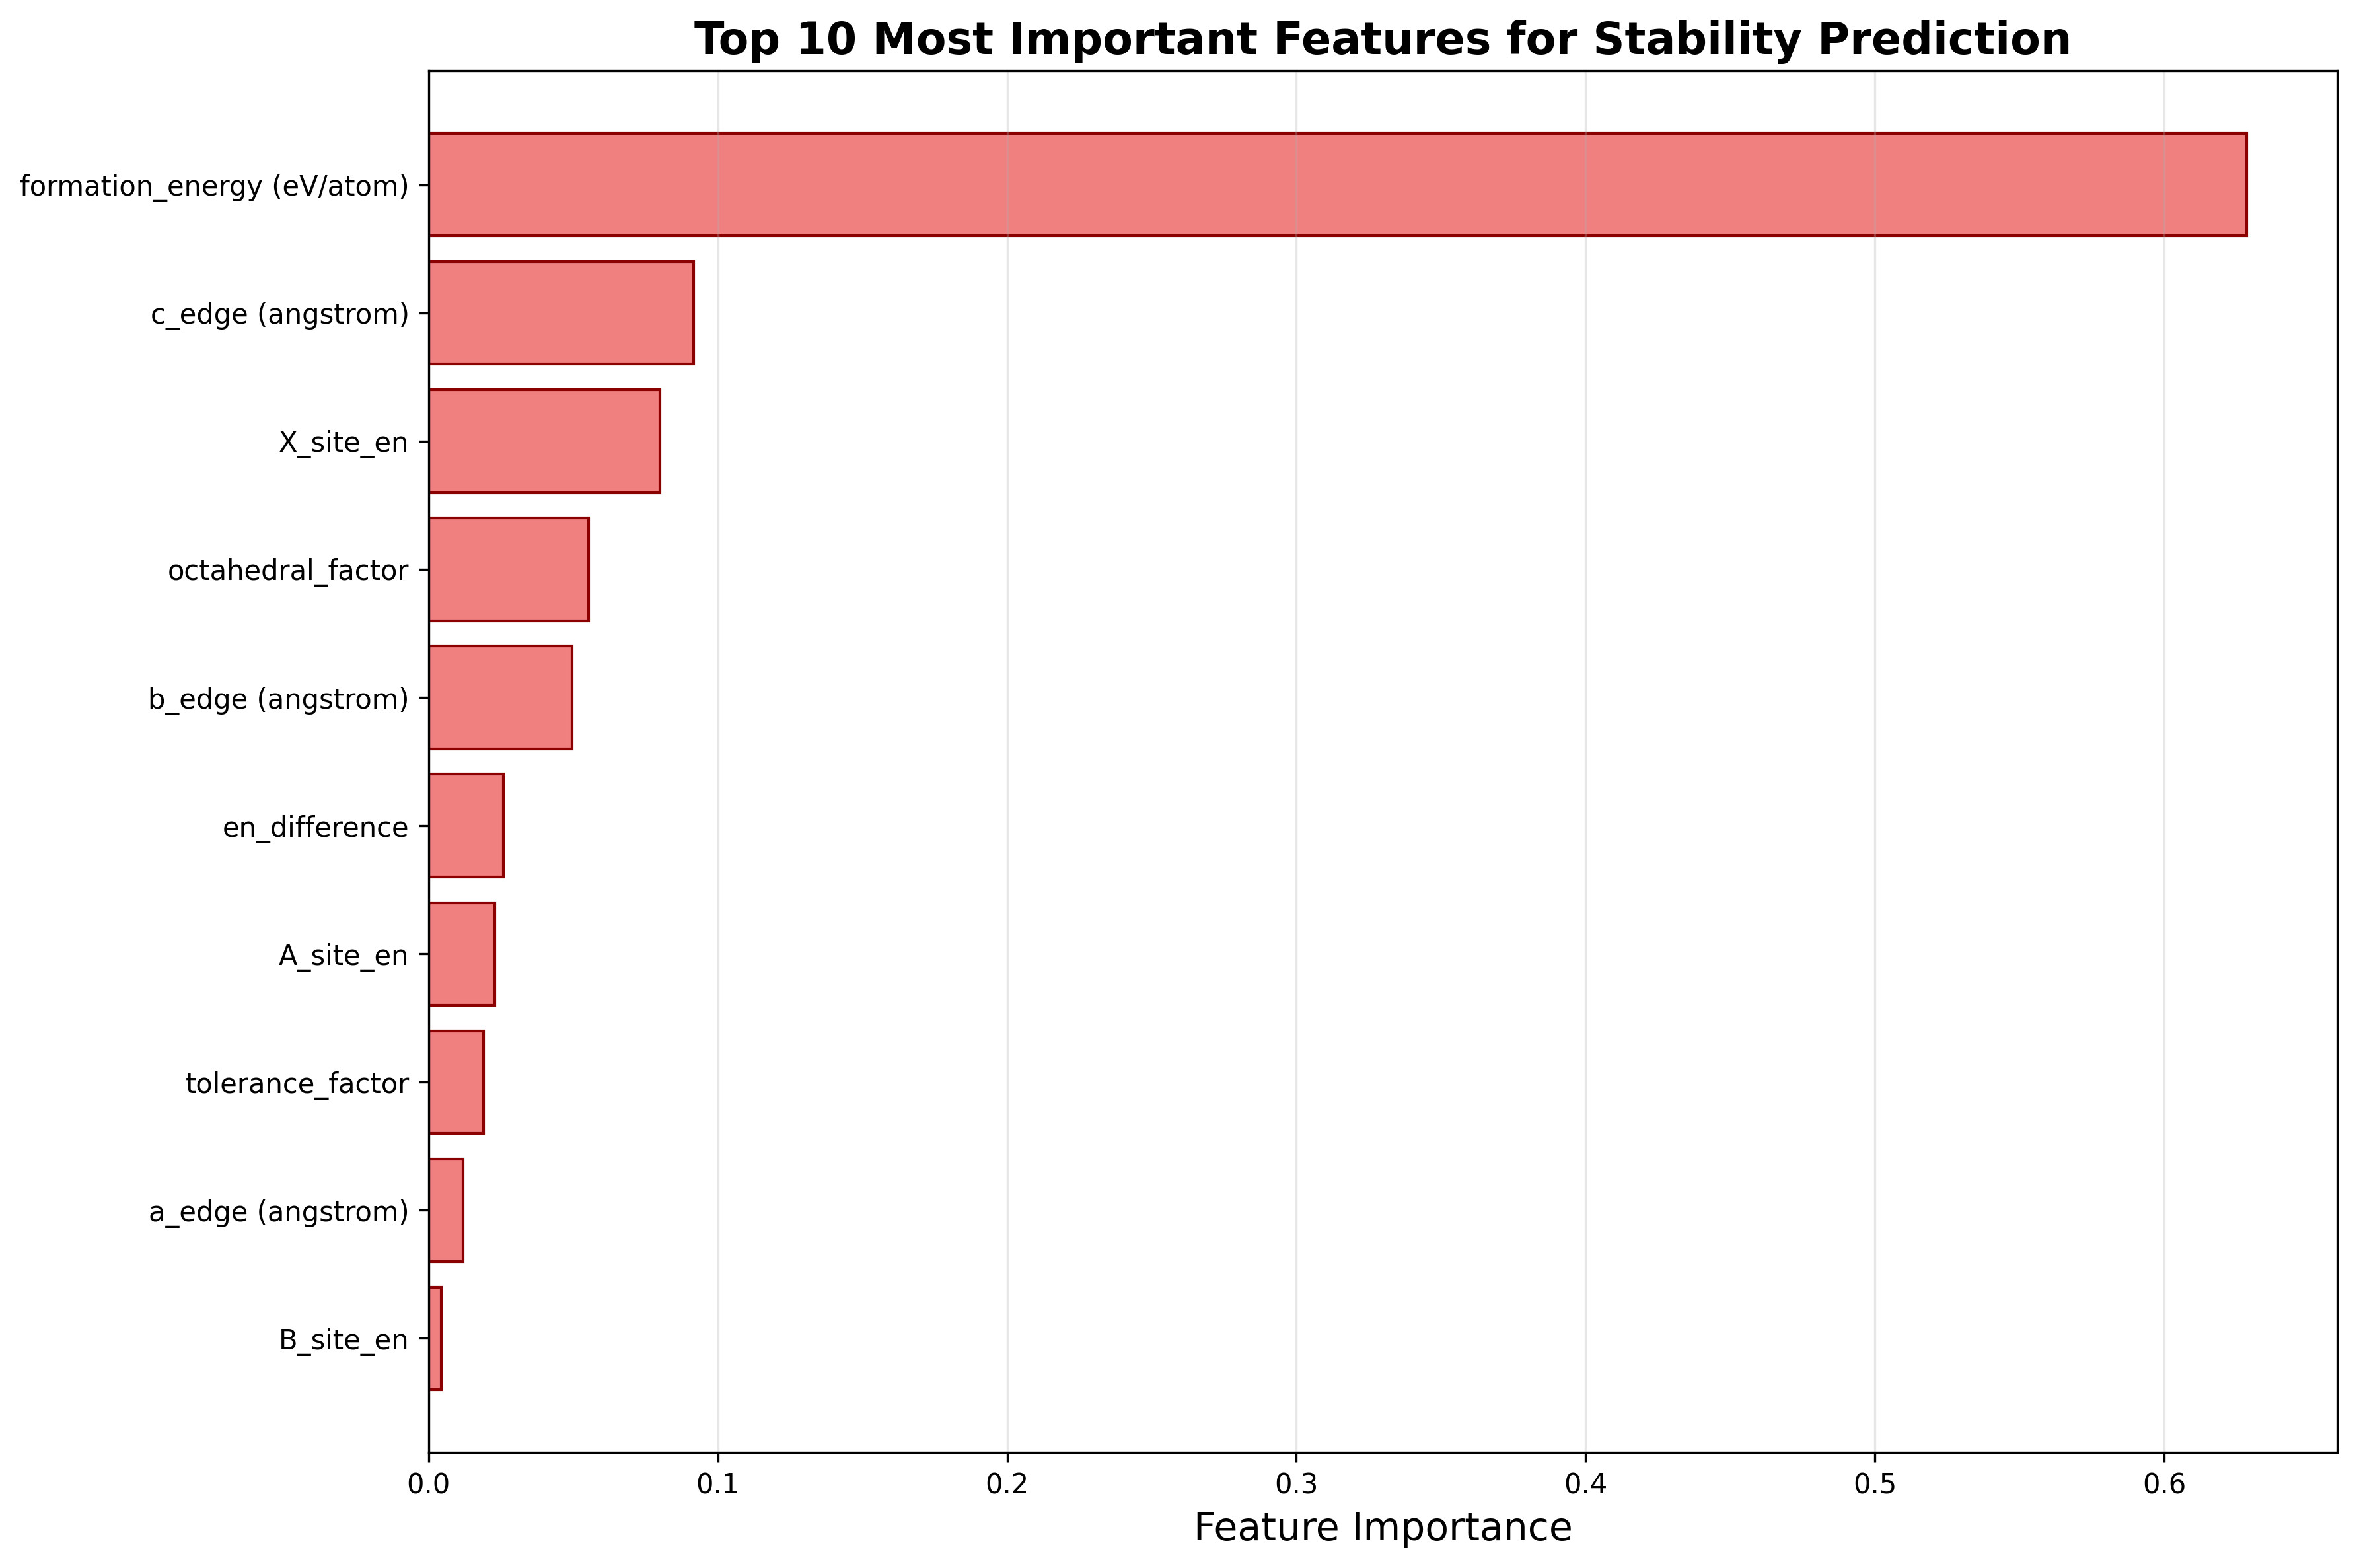 Top 10 Most Important Features for Stability Prediction
formation_energy (eV/atom)
c_edge (angstrom)
X_site_en
octahedral_factor
b_edge (angstrom)
en_difference
A_site_en
tolerance_factor
a_edge (angstrom)
B_site_en
0.0 0.1 0.2 0.3 0.4 0.5 0.6
Feature Importance